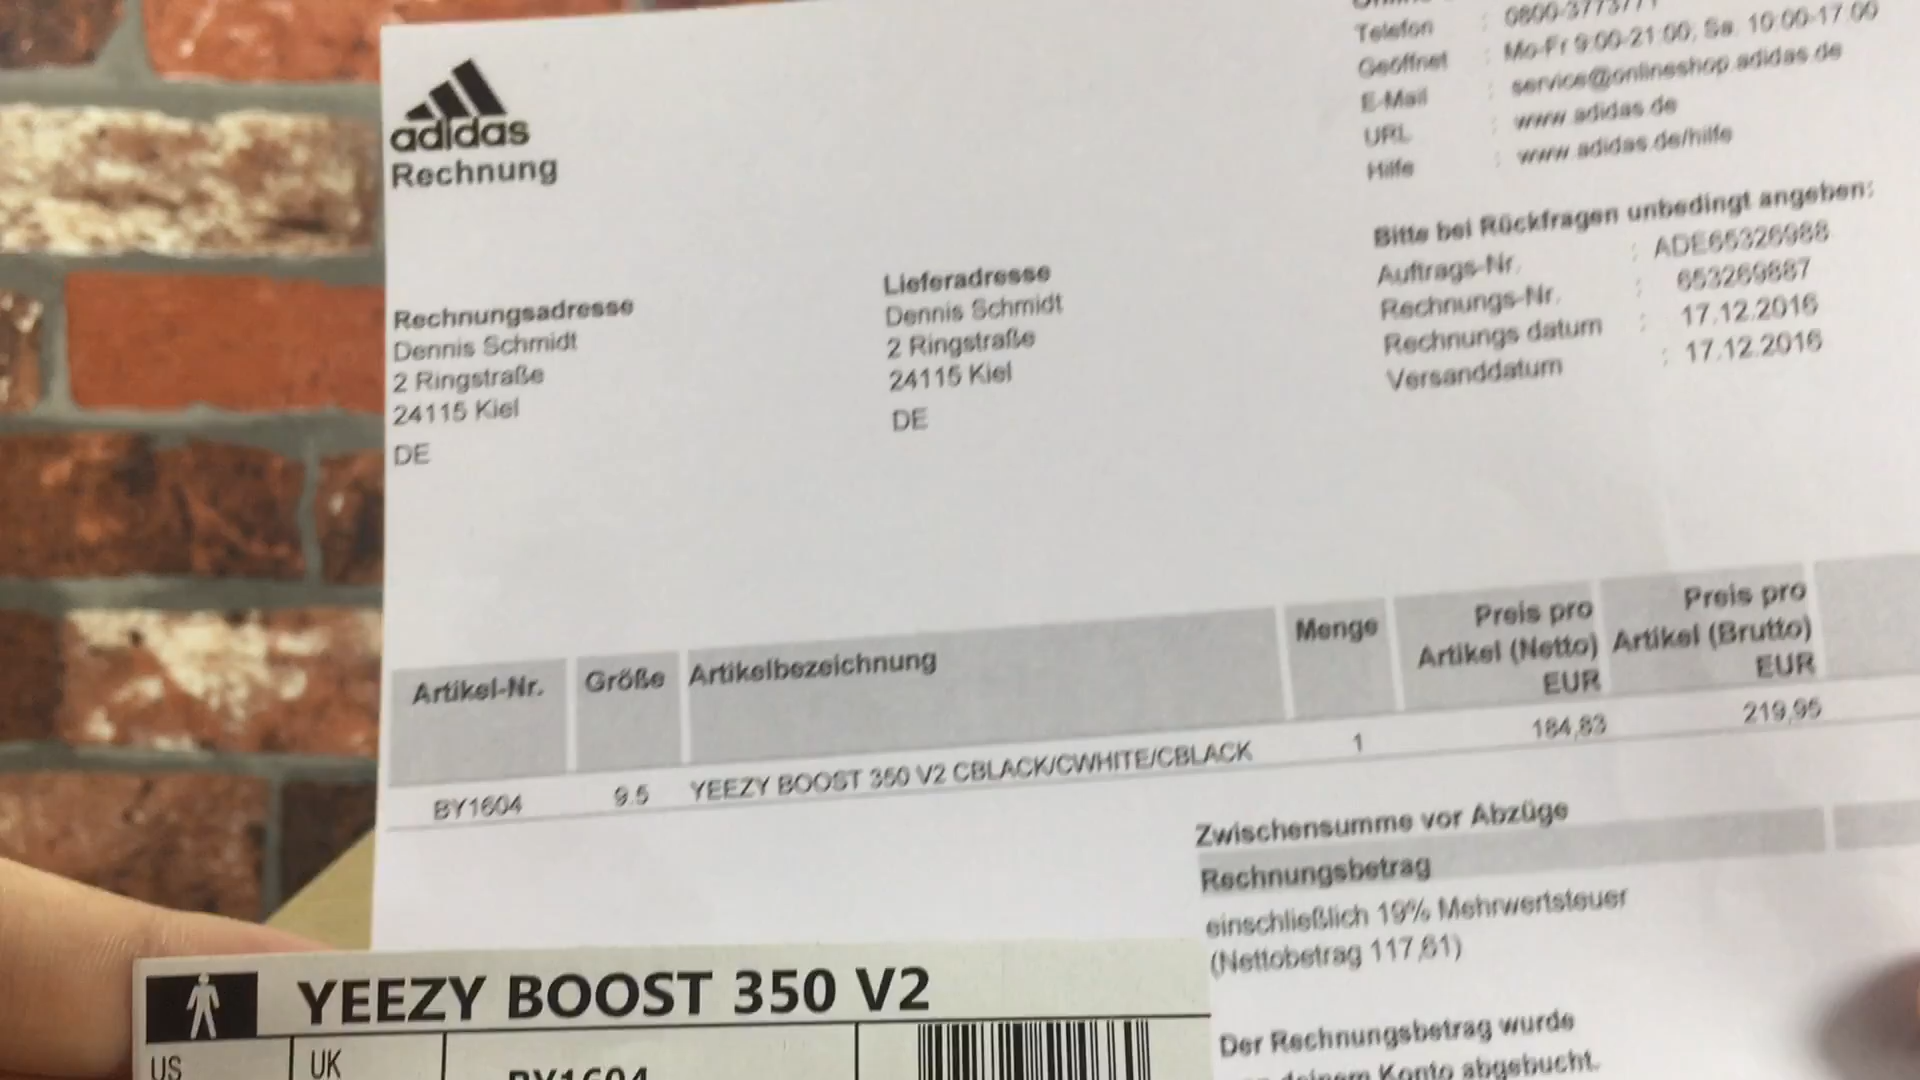 adidas
Rechnung
Telefon : 0800-3773771
Geöffnet : Mo-Fr 9:00-21:00, Sa. 10:00-17:00
E-Mail : service@onlineshop.adidas.de
URL : www.adidas.de
Hilfe : www.adidas.de/hilfe
Bitte bei Rückfragen unbedingt angeben:
Auftrags-Nr. : ADE65326988
Rechnungs-Nr. : 653269887
Rechnungs datum : 17.12.2016
Versanddatum : 17.12.2016
Rechnungsadresse
Dennis Schmidt
2 Ringstraße
24115 Kiel
DE
Lieferadresse
Dennis Schmidt
2 Ringstraße
24115 Kiel
DE
Artikel-Nr. Größe Artikelbezeichnung Menge Preis pro Artikel (Netto) EUR Preis pro Artikel (Brutto) EUR
BY1604 9.5 YEEZY BOOST 350 V2 CBLACK/CWHITE/CBLACK 1 184,83 219,95
Zwischensumme vor Abzüge
Rechnungsbetrag
einschließlich 19% Mehrwertsteuer
(Nettobetrag 117,61)
Der Rechnungsbetrag wurde
deinem Konto abgebucht.
YEEZY BOOST 350 V2
US UK BY1604